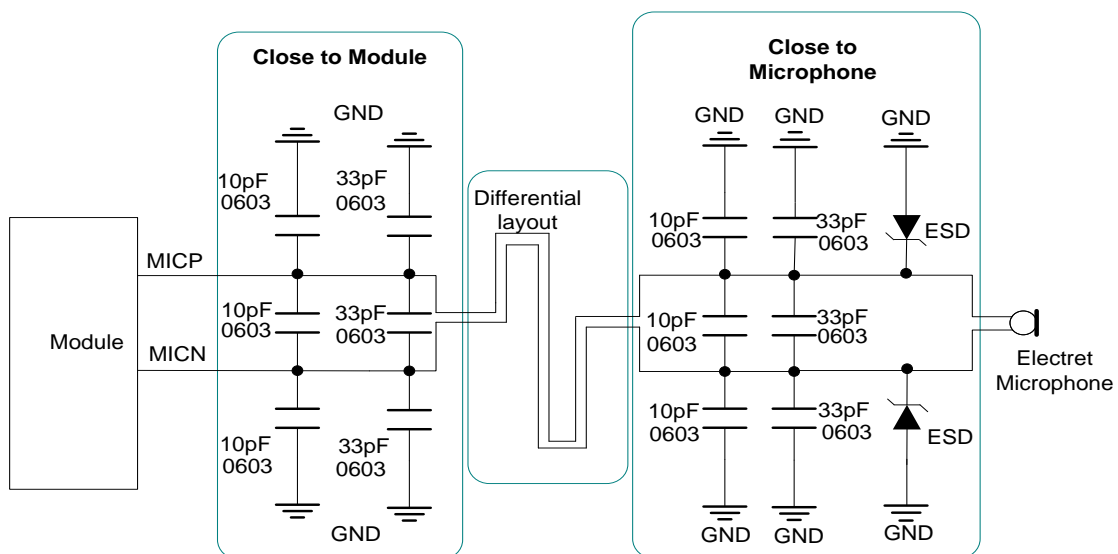 Close to Module
GND
10pF
0603
33pF
0603
MICP
10pF
0603
33pF
0603
Module
MICN
10pF
0603
33pF
0603
GND
Differential
layout
Close to
Microphone
GND
GND
GND
10pF
0603
33pF
0603
ESD
10pF
0603
33pF
0603
Electret
Microphone
10pF
0603
33pF
0603
ESD
GND
GND
GND